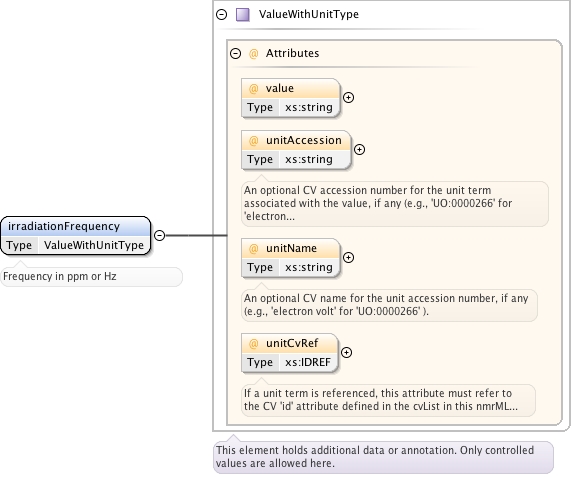 ValueWithUnitType
@ Attributes
@ value
Type xs:string
@ unitAccession
Type xs:string
An optional CV accession number for the unit term
associated with the value, if any (e.g., 'UO:0000266' for
'electron...
irradiationFrequency
Type ValueWithUnitType
Frequency in ppm or Hz
@ unitName
Type xs:string
An optional CV name for the unit accession number, if any
(e.g., 'electron volt' for 'UO:0000266' ).
@ unitCvRef
Type xs:IDREF
If a unit term is referenced, this attribute must refer to
the CV 'id' attribute defined in the cvList in this nmrML...
This element holds additional data or annotation. Only controlled
values are allowed here.